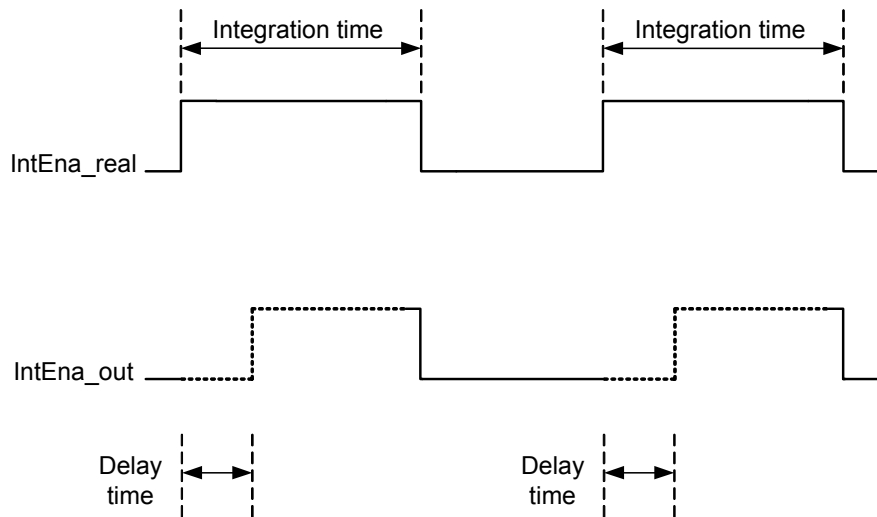 Integration time
Integration time
IntEna_real
IntEna_out
Delay
time
Delay
time